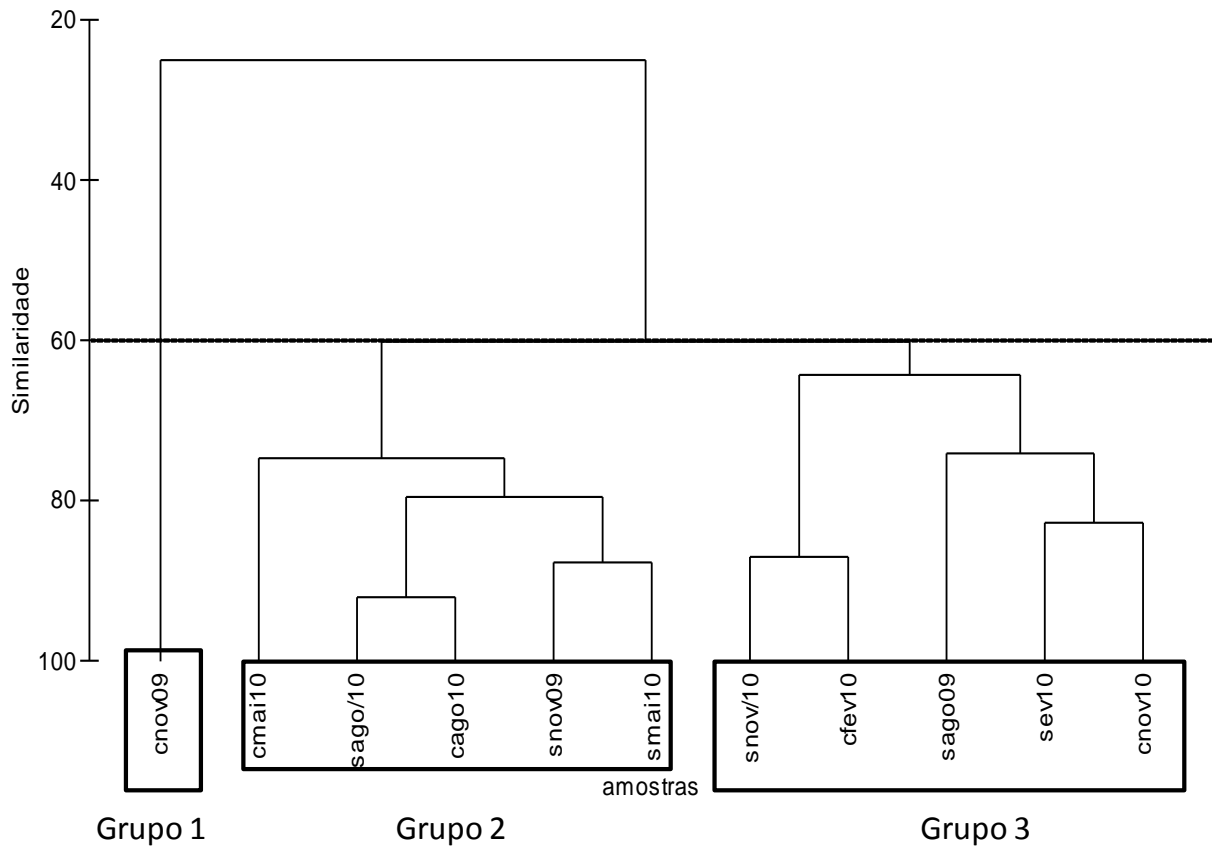 20
40
60
80
100
Similaridade
cnov09
cmai10
sago/10
cago10
snov09
smai10
snov/10
cfev10
sago09
sev10
cnov10
amostras
Grupo 1
Grupo 2
Grupo 3